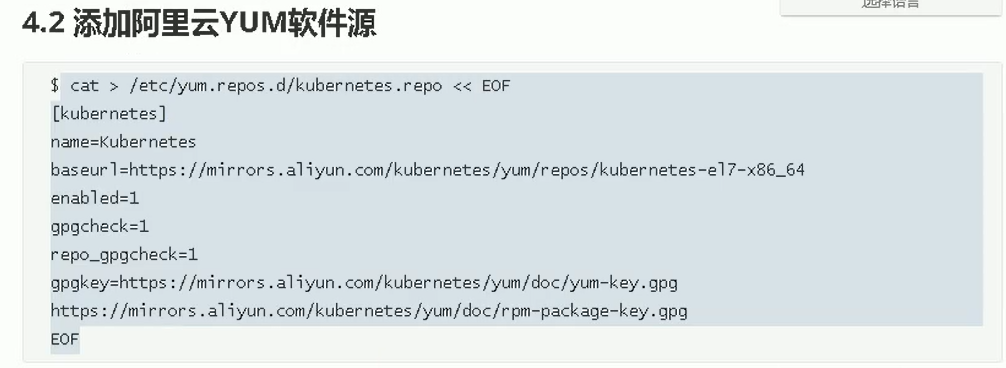 选择语言
4.2 添加阿里云YUM软件源
$ cat > /etc/yum.repos.d/kubernetes.repo << EOF
[kubernetes]
name=Kubernetes
baseurl=https://mirrors.aliyun.com/kubernetes/yum/repos/kubernetes-el7-x86_64
enabled=1
gpgcheck=1
repo_gpgcheck=1
gpgkey=https://mirrors.aliyun.com/kubernetes/yum/doc/yum-key.gpg
https://mirrors.aliyun.com/kubernetes/yum/doc/rpm-package-key.gpg
EOF